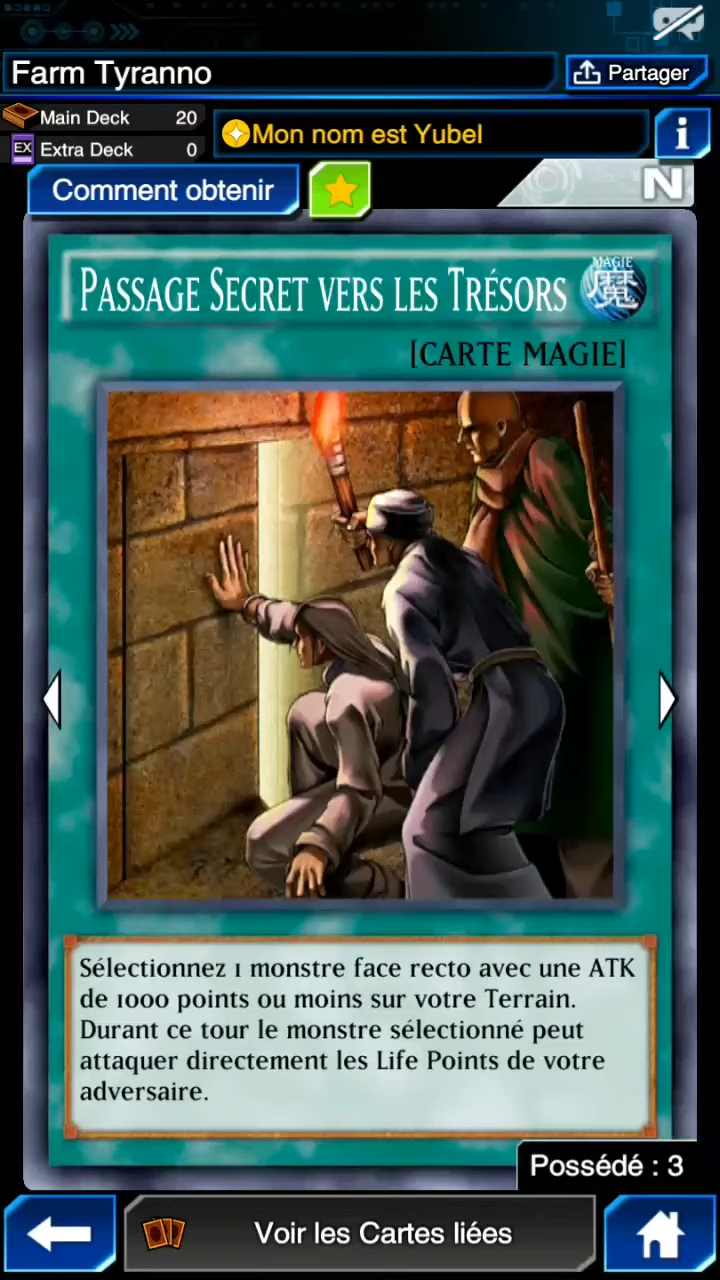 Farm Tyranno
Partager
Main Deck 20
Mon nom est Yubel
i
EX Extra Deck 0
Comment obtenir
N
PASSAGE SECRET VERS LES TRÉSORS
MAGIE
魔
[CARTE MAGIE]
Sélectionnez 1 monstre face recto avec une ATK
de 1000 points ou moins sur votre Terrain.
Durant ce tour le monstre sélectionné peut
attaquer directement les Life Points de votre
adversaire.
Possédé : 3
Voir les Cartes liées